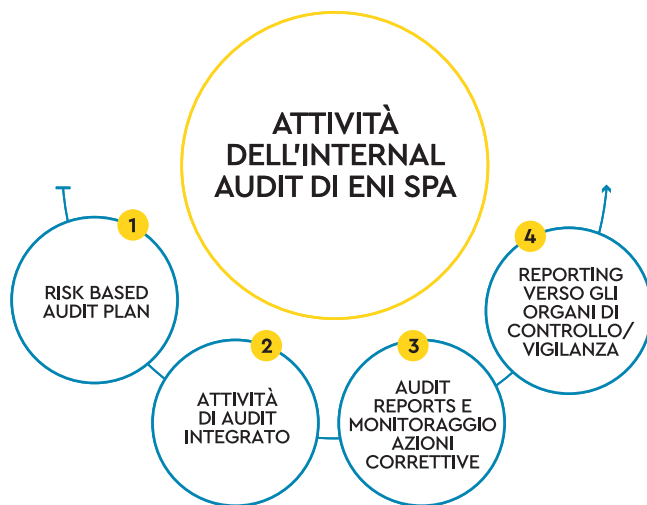 ATTIVITÀ
DELL'INTERNAL
AUDIT DI ENI SPA
1
RISK BASED
AUDIT PLAN
2
ATTIVITÀ
DI AUDIT
INTEGRATO
3
AUDIT
REPORTS E
MONITORAGGIO
AZIONI
CORRETTIVE
4
REPORTING
VERSO GLI
ORGANI DI
CONTROLLO/
VIGILANZA